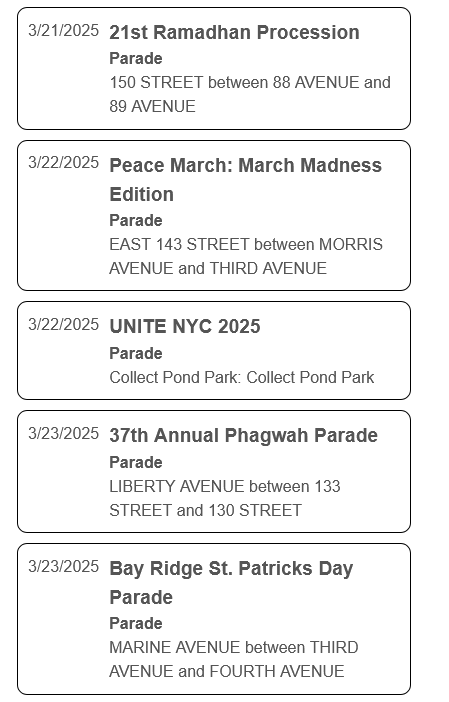 3/21/2025 21st Ramadhan Procession
Parade
150 STREET between 88 AVENUE and
89 AVENUE
3/22/2025 Peace March: March Madness
Edition
Parade
EAST 143 STREET between MORRIS
AVENUE and THIRD AVENUE
3/22/2025 UNITE NYC 2025
Parade
Collect Pond Park: Collect Pond Park
3/23/2025 37th Annual Phagwah Parade
Parade
LIBERTY AVENUE between 133
STREET and 130 STREET
3/23/2025 Bay Ridge St. Patricks Day
Parade
Parade
MARINE AVENUE between THIRD
AVENUE and FOURTH AVENUE